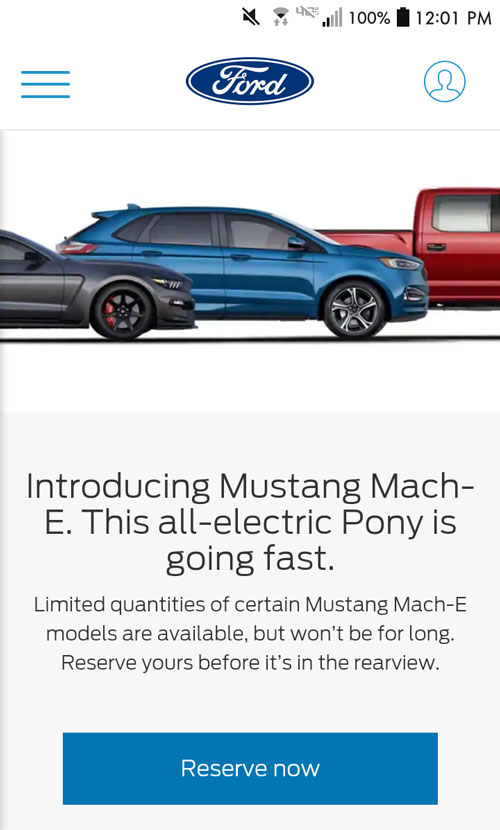 100% 12:01 PM
Ford
Introducing Mustang Mach-
E. This all-electric Pony is
going fast.
Limited quantities of certain Mustang Mach-E
models are available, but won't be for long.
Reserve yours before it's in the rearview.
Reserve now